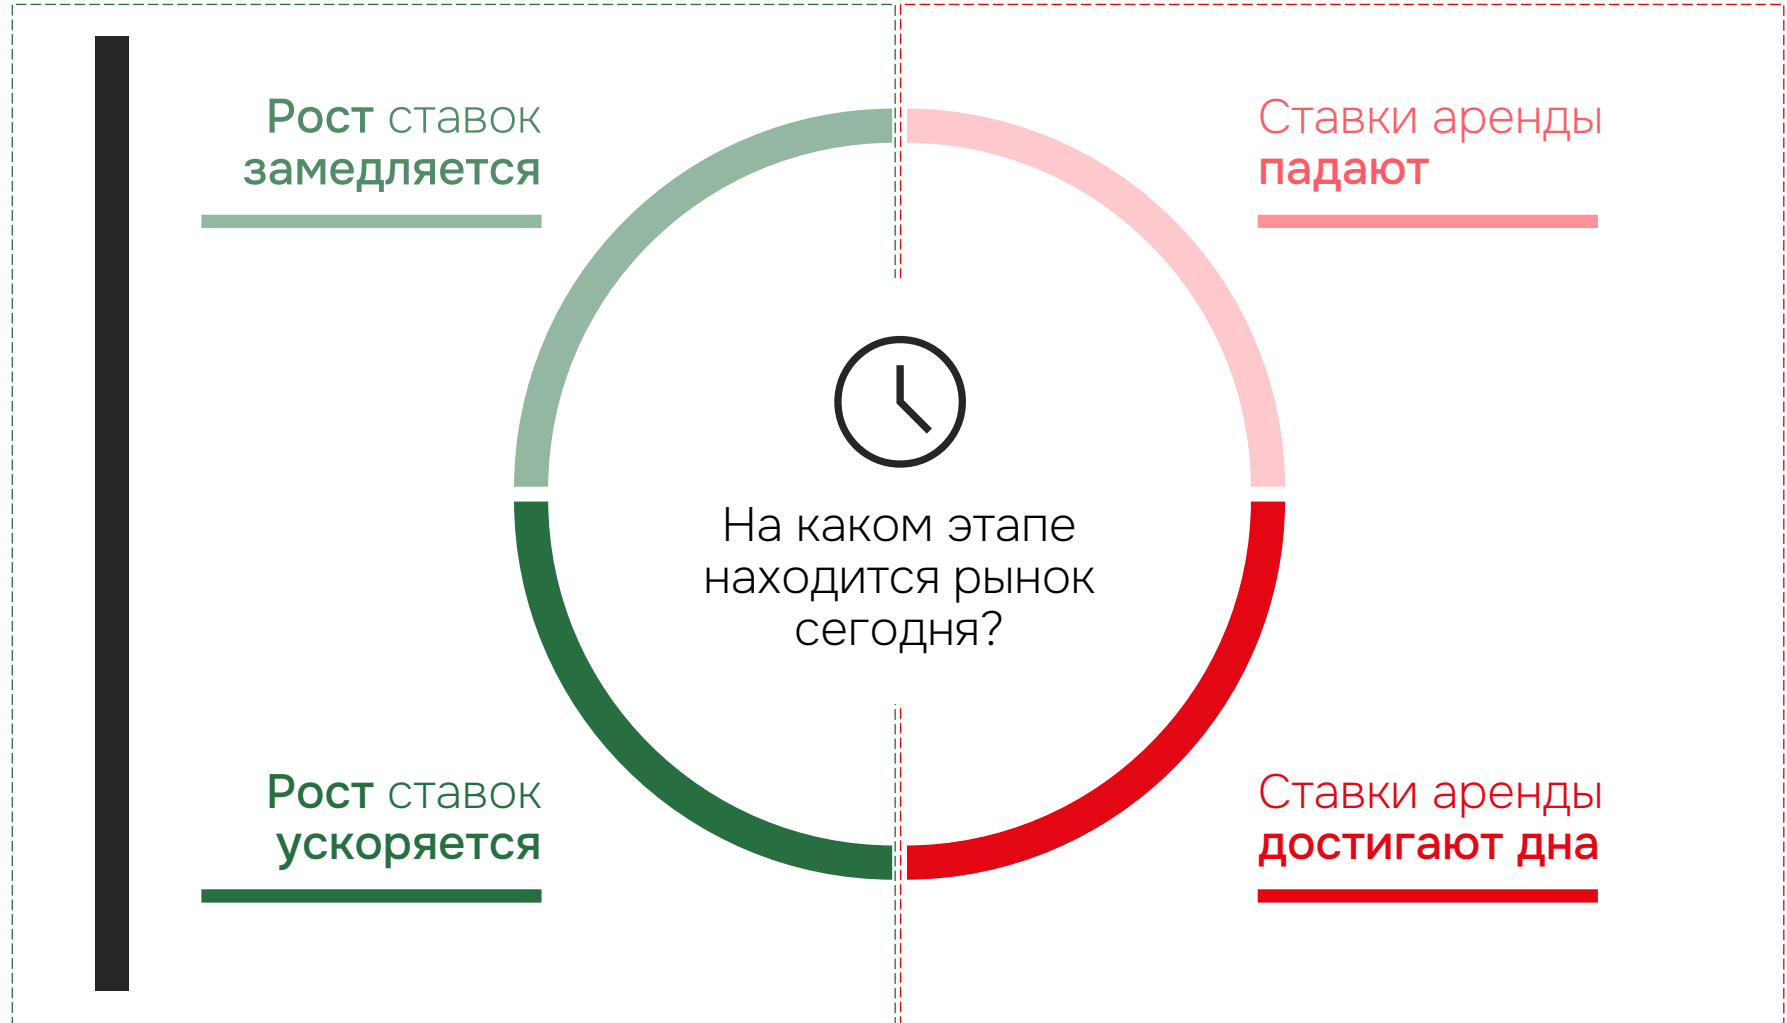 Рост ставок
замедляется
Ставки аренды
падают
На каком этапе
находится рынок
сегодня?
Рост ставок
ускоряется
Ставки аренды
достигают дна